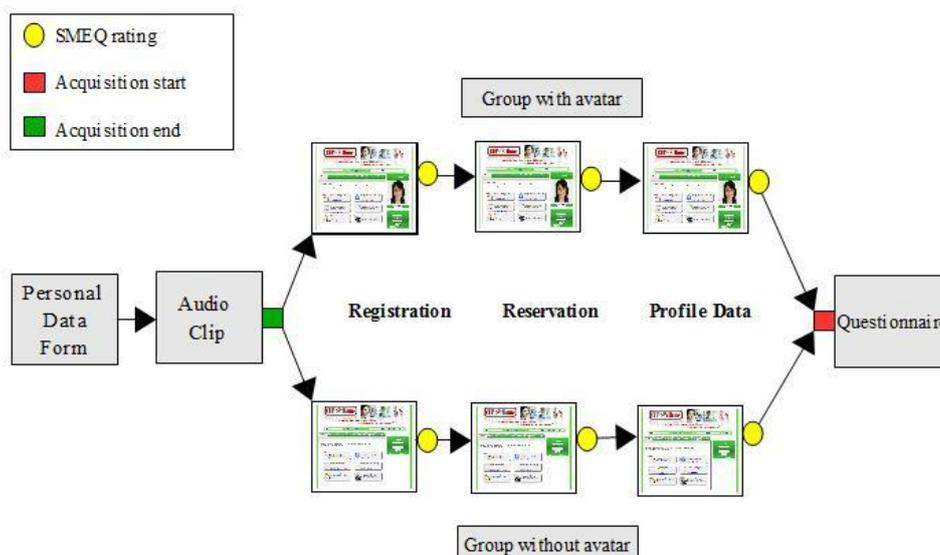 SMEQ rating
Acquisition start
Acquisition end
Group with avatar
Personal
Data
Form
Audio
Clip
Registration
Reservation
Profile Data
Questionnair
Group without avatar